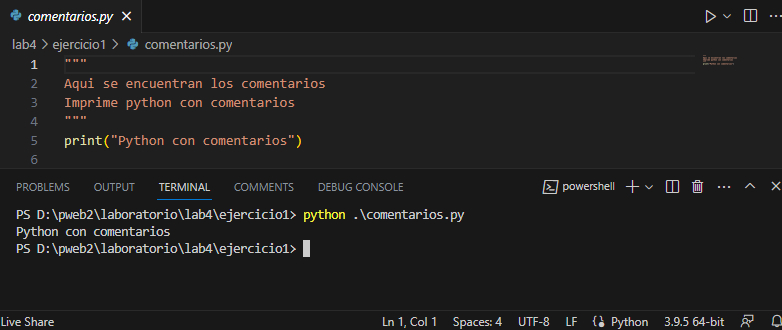 comentarios.py
lab4 > ejercicio1 > comentarios.py
1 """
2 Aqui se encuentran los comentarios
3 Imprime python con comentarios
4 """
5 print("Python con comentarios")
6
PROBLEMS OUTPUT TERMINAL COMMENTS DEBUG CONSOLE powershell
PS D:\pweb2\laboratorio\lab4\ejercicio1> python .\comentarios.py
Python con comentarios
PS D:\pweb2\laboratorio\lab4\ejercicio1>
Live Share Ln 1, Col 1 Spaces: 4 UTF-8 LF Python 3.9.5 64-bit